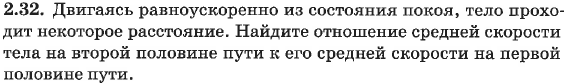 2.32. Двигаясь равноускоренно из состояния покоя, тело прохо-
дит некоторое расстояние. Найдите отношение средней скорости
тела на второй половине пути к его средней скорости на первой
половине пути.